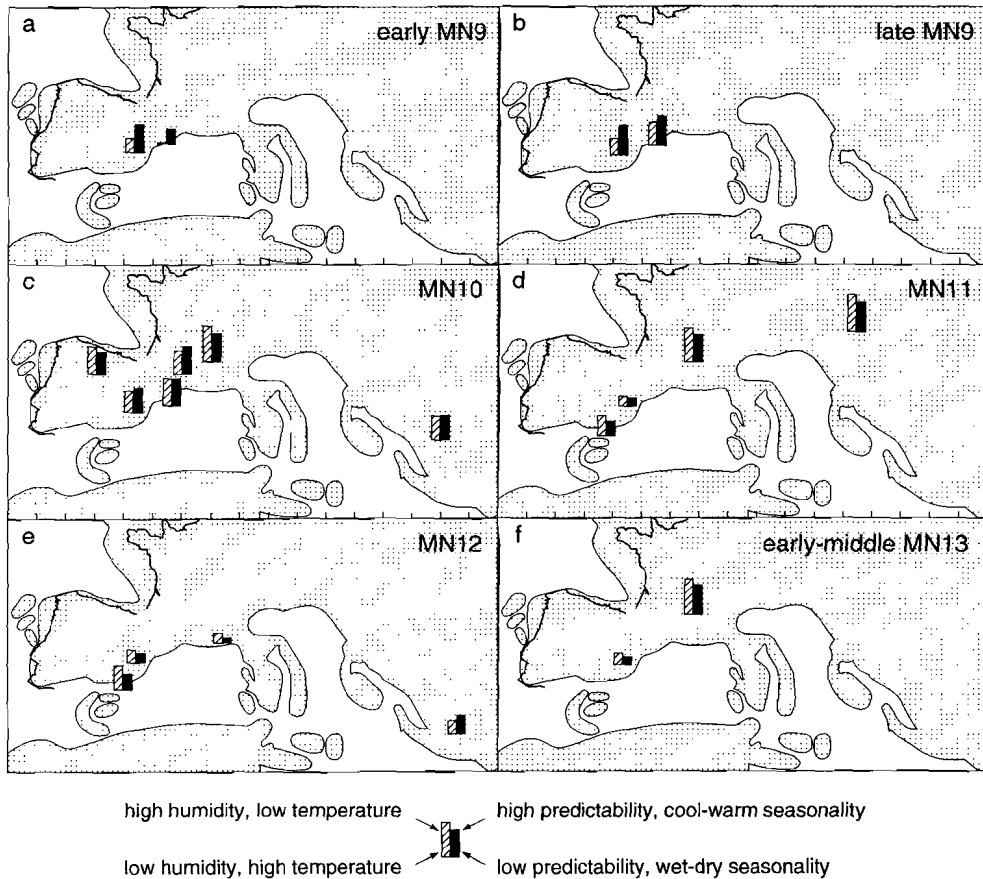 a
early MN9
b
late MN9
c
MN10
d
MN11
e
MN12
f
early-middle MN13
high humidity, low temperature
high predictability, cool-warm seasonality
low humidity, high temperature
low predictability, wet-dry seasonality